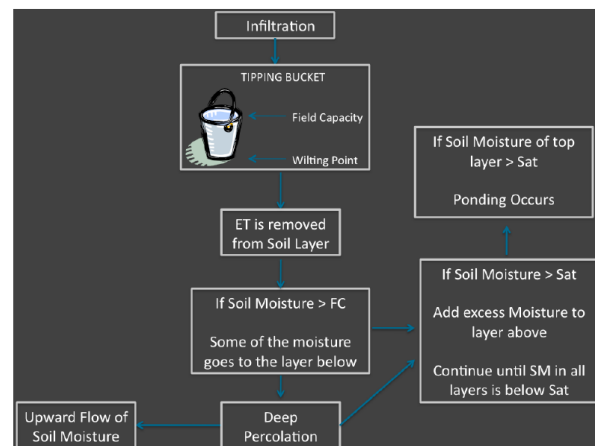 Infiltration
TIPPING BUCKET
Field Capacity
Wilting Point
ET is removed
from Soil Layer
If Soil Moisture > FC
Some of the moisture
goes to the layer below
Deep
Percolation
Upward Flow of
Soil Moisture
If Soil Moisture > Sat
Add excess Moisture to
layer above
Continue until SM in all
layers is below Sat
If Soil Moisture of top
layer > Sat
Ponding Occurs